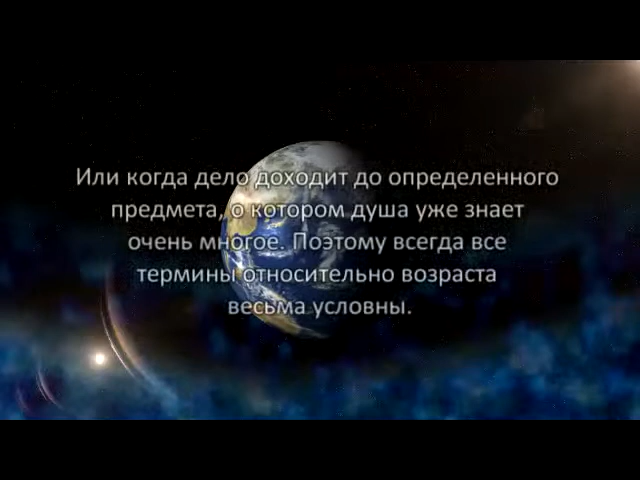 Или когда дело доходит до определенного
предмета, о котором душа уже знает
очень многое. Поэтому всегда все
термины относительно возраста
весьма условны.